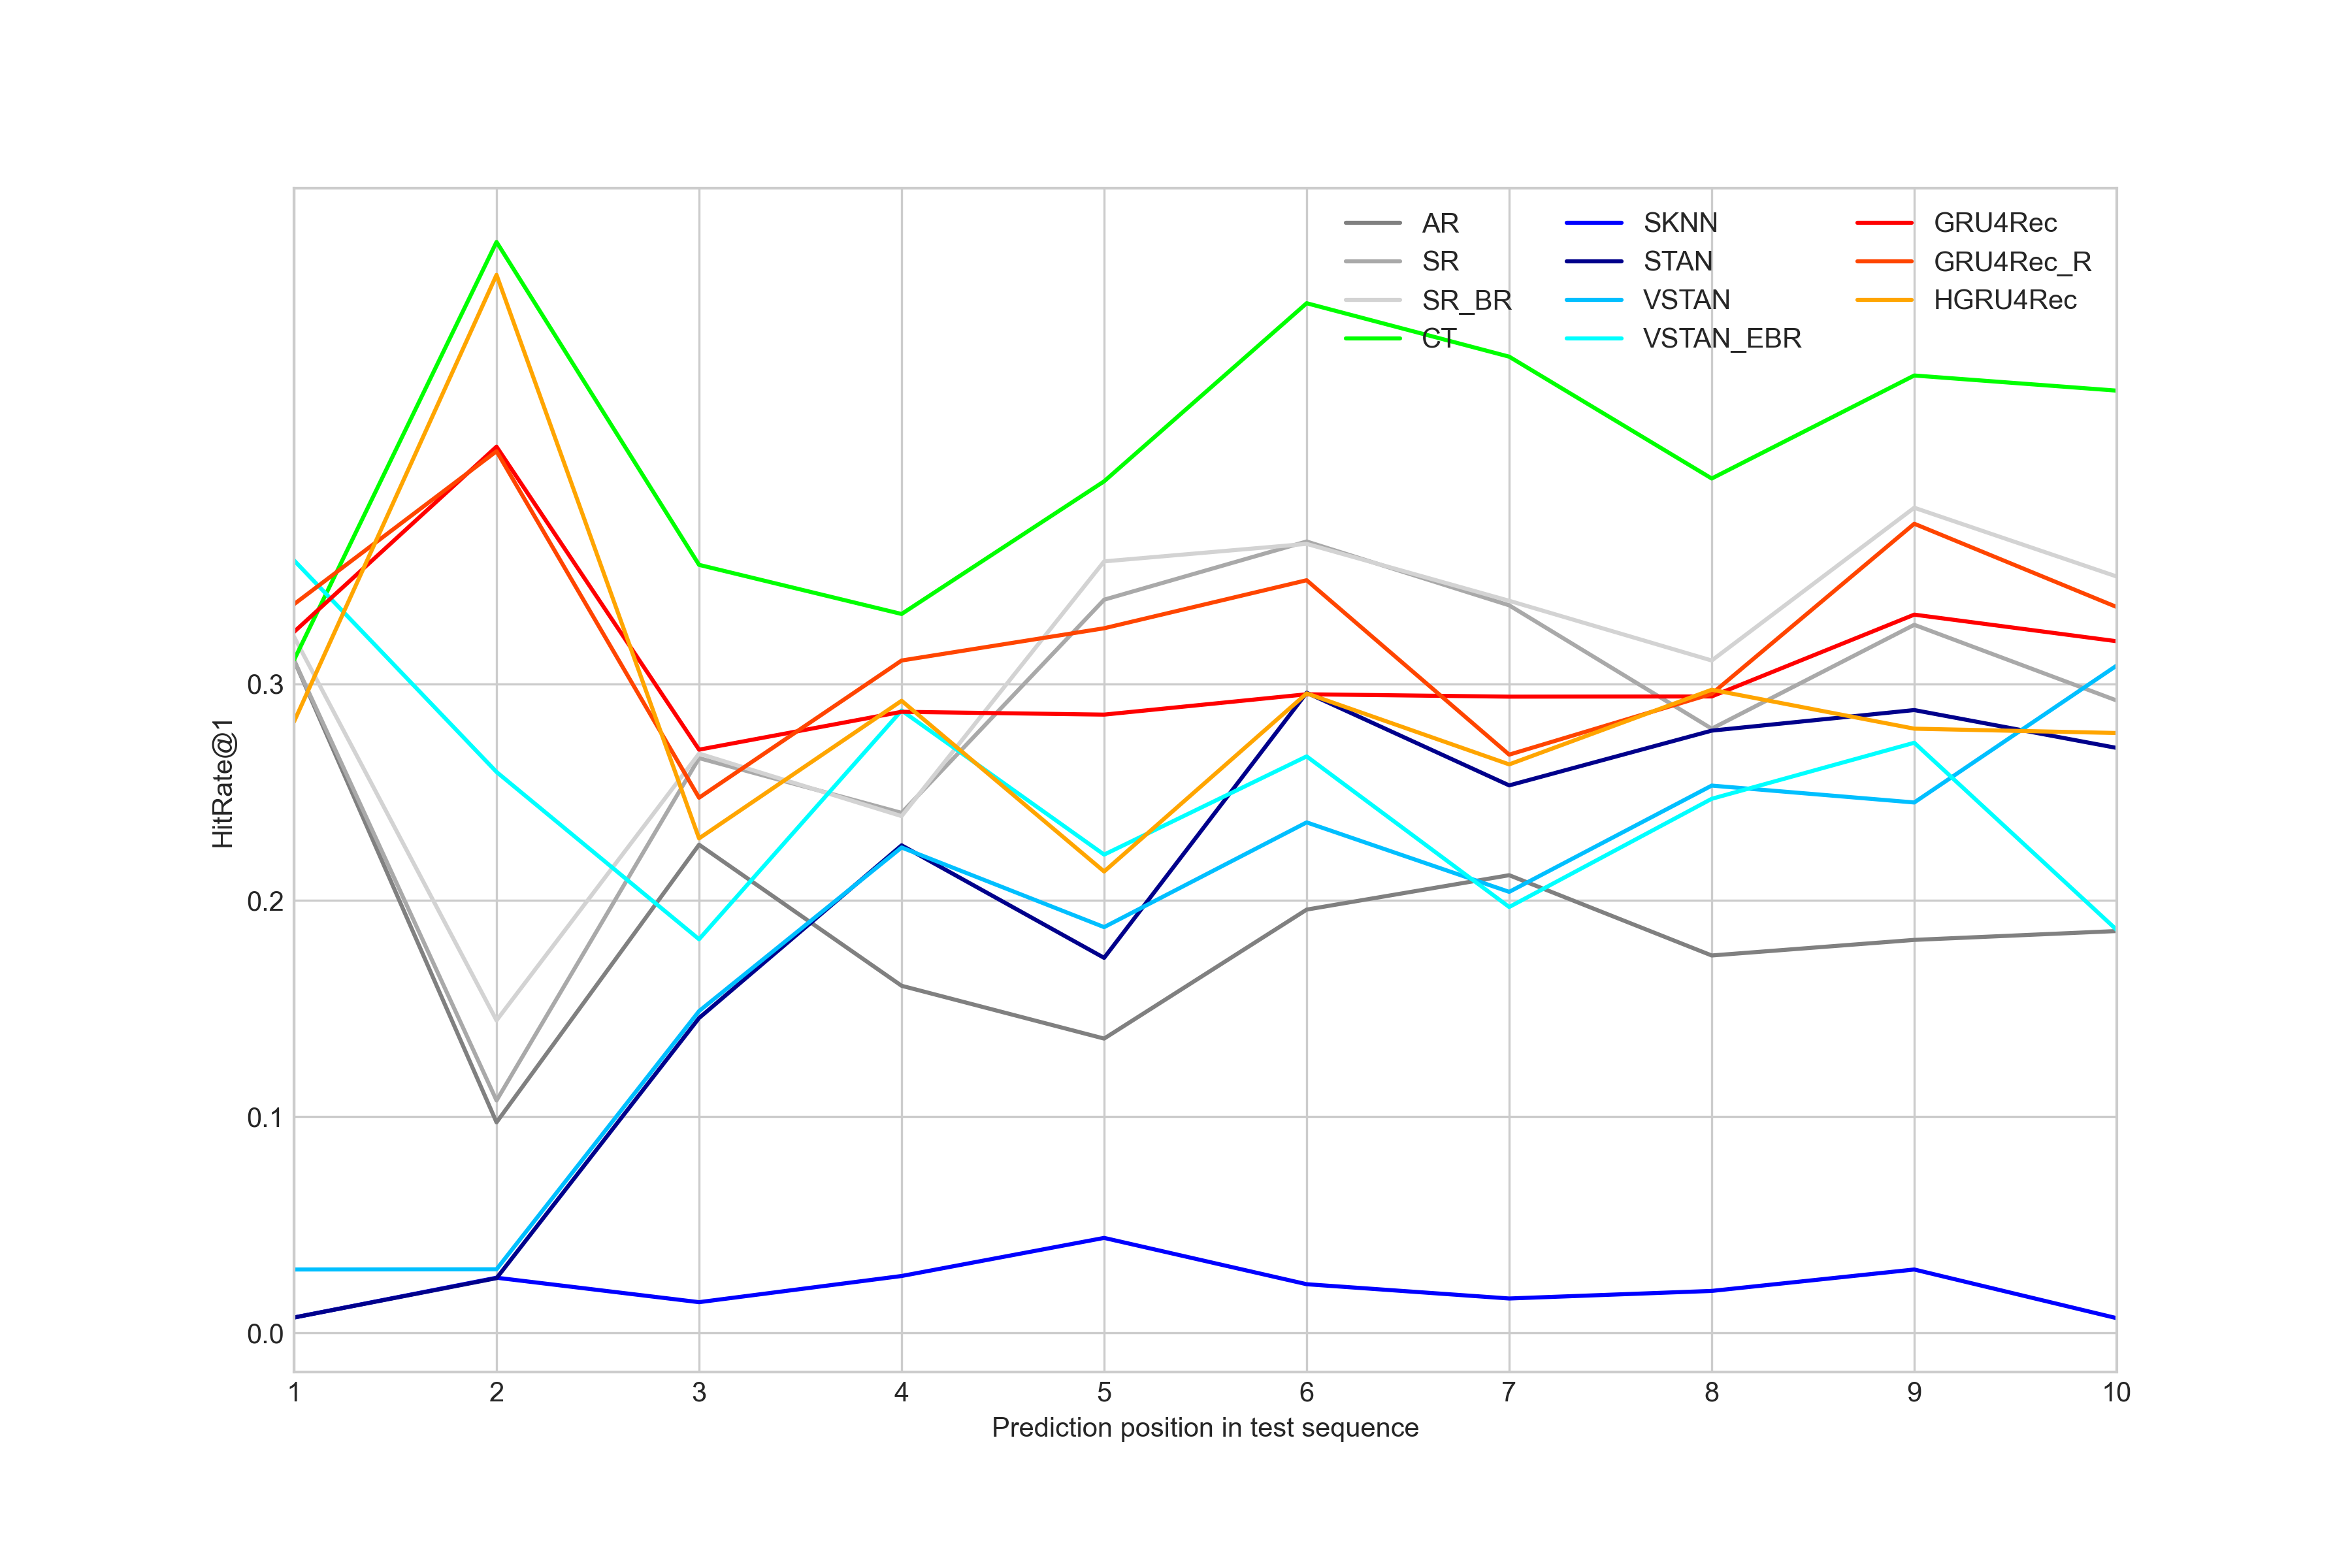 AR
SR
SR_BR
CT
SKNN
STAN
VSTAN
VSTAN_EBR
GRU4Rec
GRU4Rec_R
HGRU4Rec
0.3
0.2
0.1
0.0
HitRate@1
1 2 3 4 5 6 7 8 9 10
Prediction position in test sequence